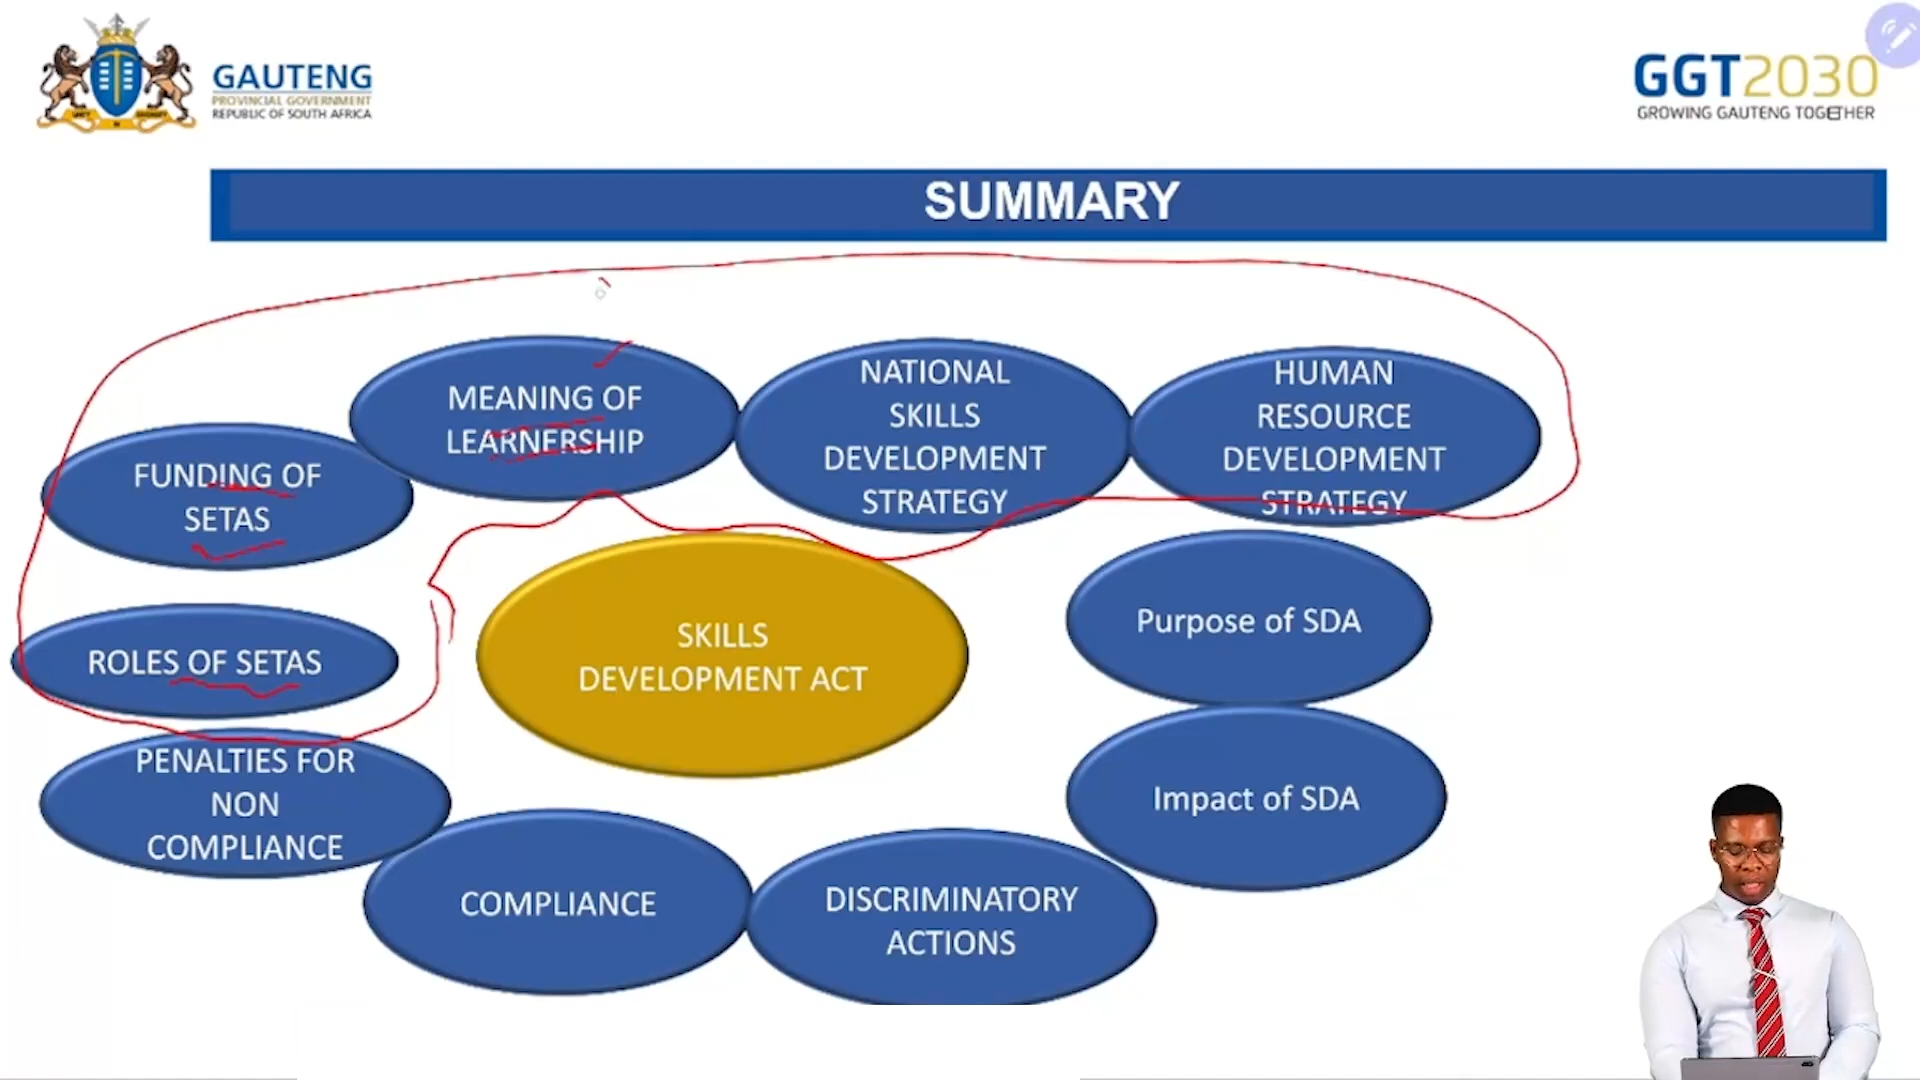 GAUTENG
PROVINCIAL GOVERNMENT
REPUBLIC OF SOUTH AFRICA
GGT2030
GROWING GAUTENG TOGETHER
SUMMARY
MEANING OF
LEARNERSHIP
NATIONAL
SKILLS
DEVELOPMENT
STRATEGY
HUMAN
RESOURCE
DEVELOPMENT
STRATEGY
FUNDING OF
SETAS
SKILLS
DEVELOPMENT ACT
Purpose of SDA
ROLES OF SETAS
PENALTIES FOR
NON
COMPLIANCE
Impact of SDA
COMPLIANCE
DISCRIMINATORY
ACTIONS